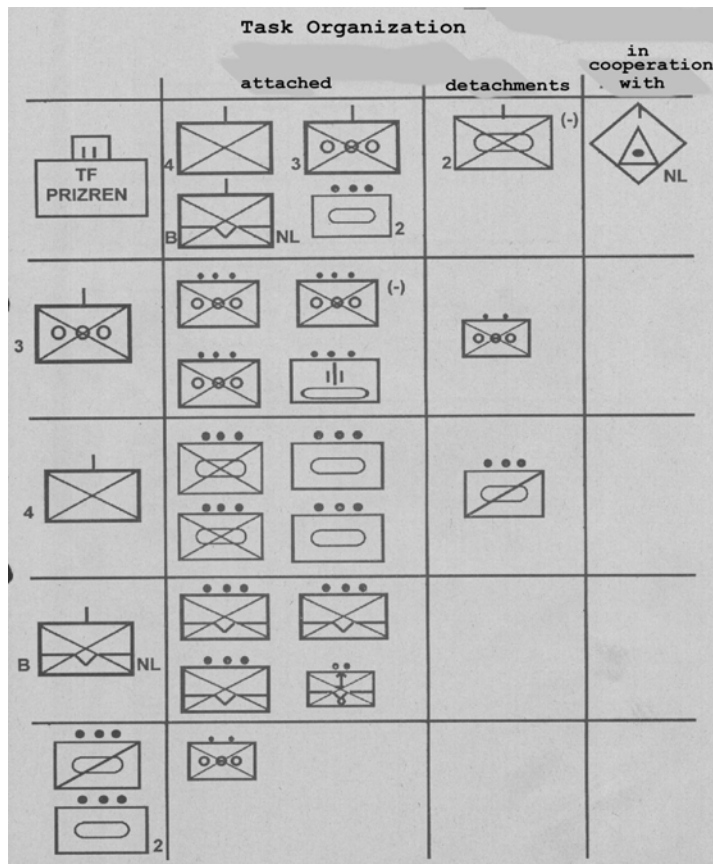 Task Organization
attached
detachments
in
cooperation
with
TF
PRIZREN
4
3
2
(-)
NL
B
NL
2
3
(-)
4
B
NL
2